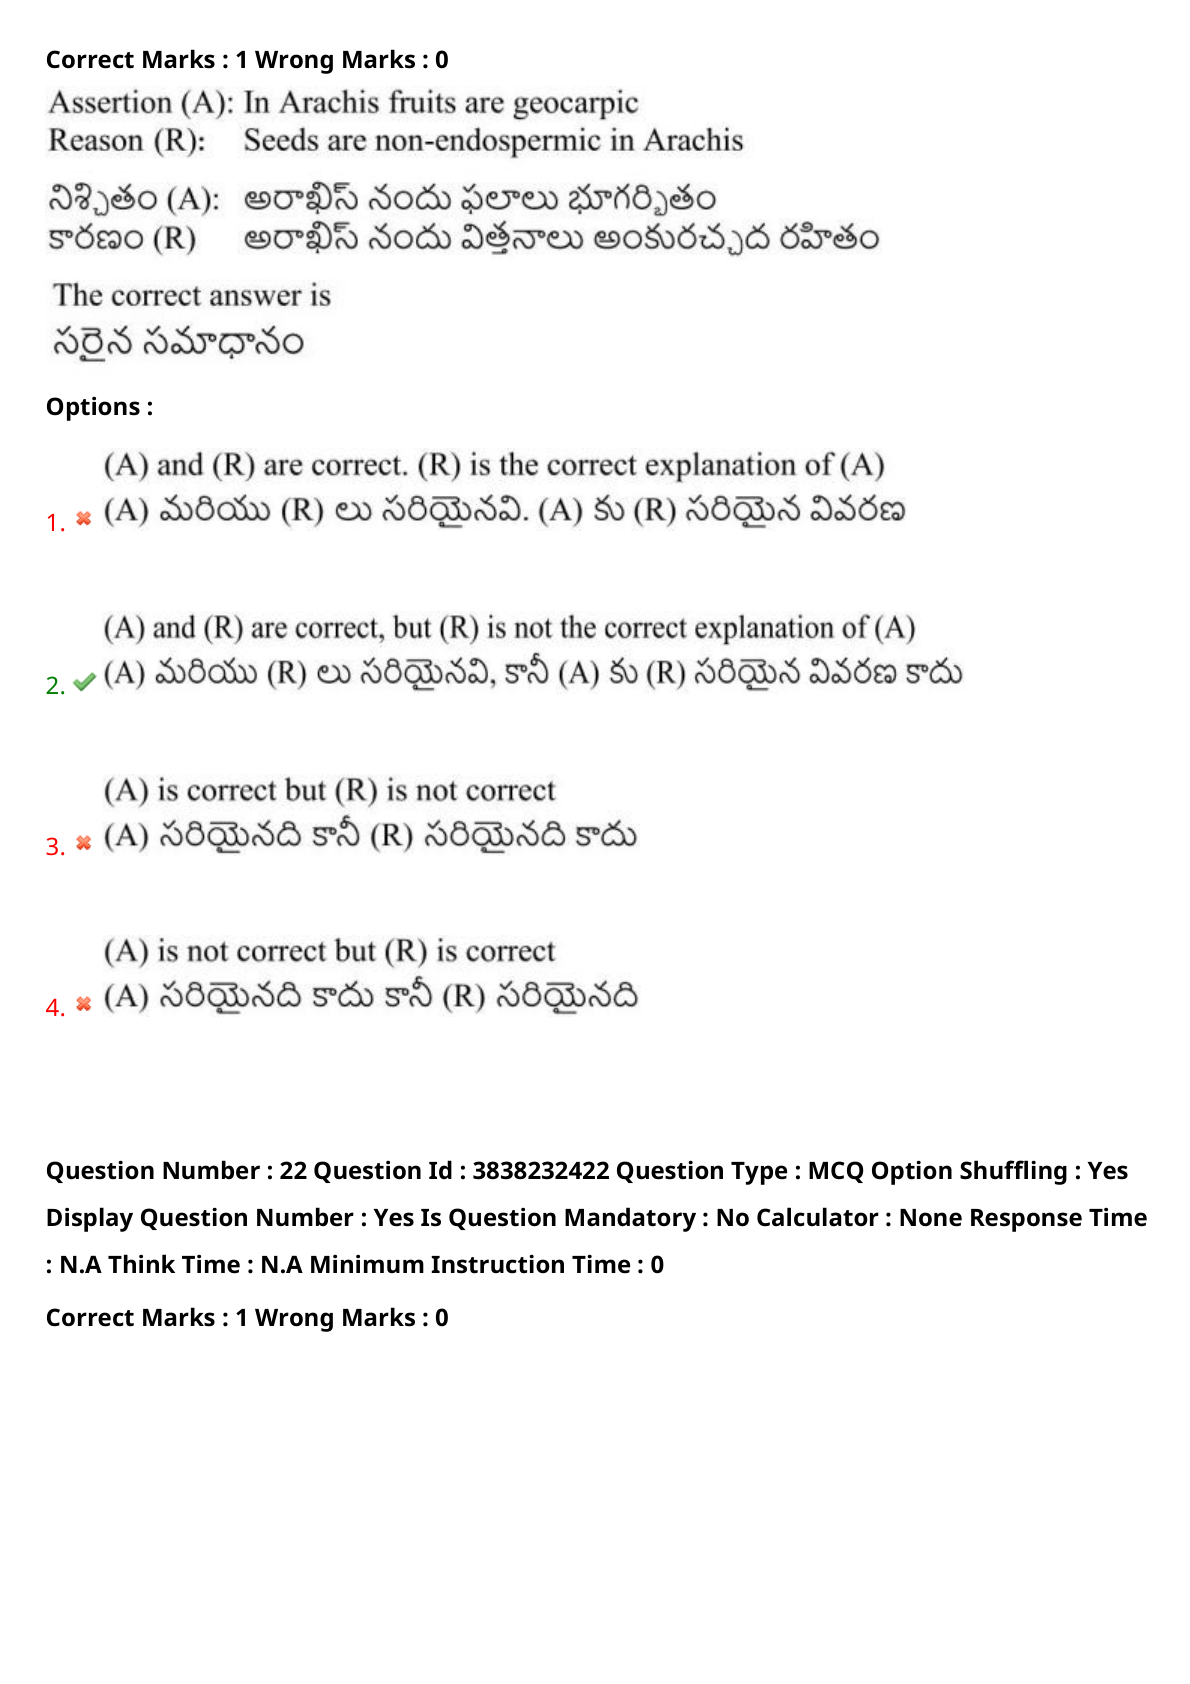 Correct Marks : 1 Wrong Marks : 0
Assertion (A): In Arachis fruits are geocarpic
Reason (R): Seeds are non-endospermic in Arachis
నిశ్చితం (A): అరాఖిస్ నందు ఫలాలు భూగర్భితం
కారణం (R) అరాఖిస్ నందు విత్తనాలు అంకురచ్ఛద రహితం
The correct answer is
సరైన సమాధానం
Options :
(A) and (R) are correct. (R) is the correct explanation of (A)
1. (A) మరియు (R) లు సరియైనవి. (A) కు (R) సరియైన వివరణ
(A) and (R) are correct, but (R) is not the correct explanation of (A)
2. (A) మరియు (R) లు సరియైనవి, కానీ (A) కు (R) సరియైన వివరణ కాదు
(A) is correct but (R) is not correct
3. (A) సరియైనది కానీ (R) సరియైనది కాదు
(A) is not correct but (R) is correct
4. (A) సరియైనది కాదు కానీ (R) సరియైనది
Question Number : 22 Question Id : 3838232422 Question Type : MCQ Option Shuffling : Yes
Display Question Number : Yes Is Question Mandatory : No Calculator : None Response Time
: N.A Think Time : N.A Minimum Instruction Time : 0
Correct Marks : 1 Wrong Marks : 0